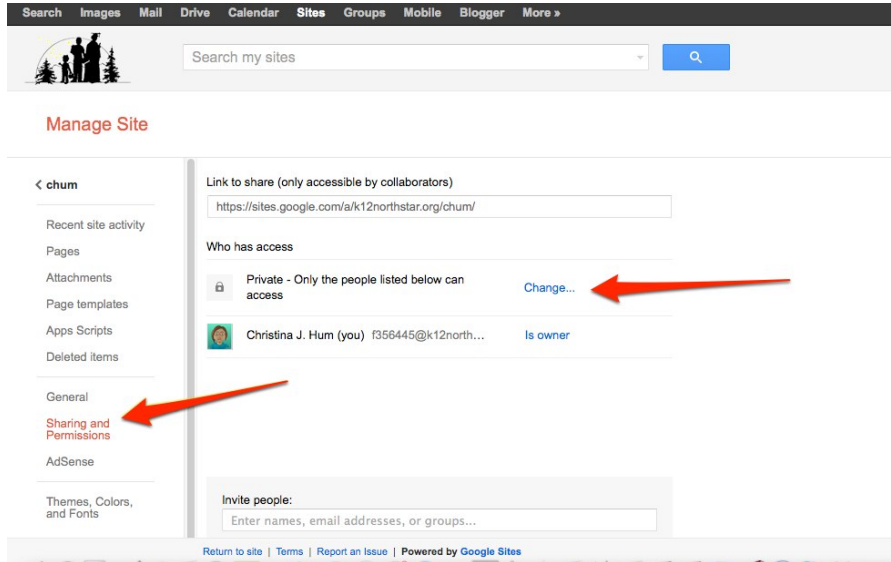 Search Images Mail Drive Calendar Sites Groups Mobile Blogger More »
Search my sites
Manage Site
chum
Recent site activity
Pages
Attachments
Page templates
Apps Scripts
Deleted items
General
Sharing and
Permissions
AdSense
Themes, Colors,
and Fonts
Link to share (only accessible by collaborators)
https://sites.google.com/a/k12northstar.org/chum/
Who has access
Private - Only the people listed below can
access
Change...
Christina J. Hum (you) f356445@k12north...
Is owner
Invite people:
Enter names, email addresses, or groups...
Return to site | Terms | Report an Issue | Powered by Google Sites